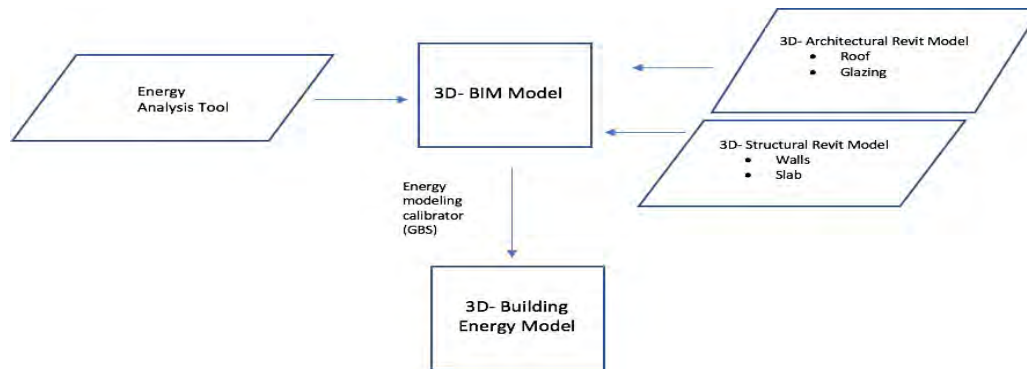 Energy
Analysis Tool
3D- BIM Model
3D- Architectural Revit Model
• Roof
• Glazing
3D- Structural Revit Model
• Walls
• Slab
Energy
modeling
calibrator
(GBS)
3D- Building
Energy Model